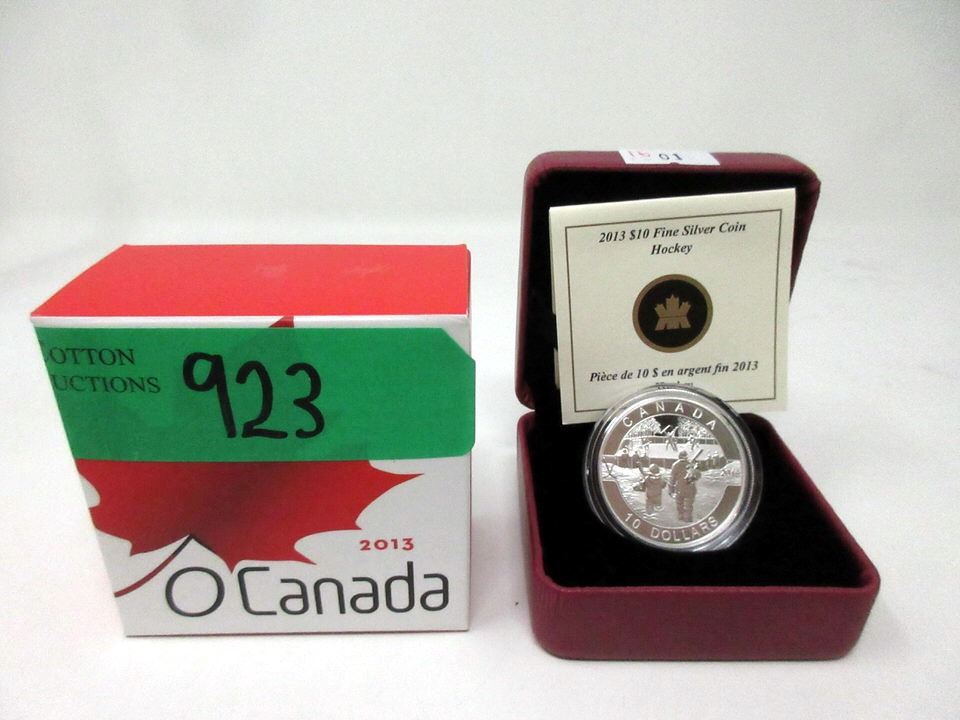 OTTON
UCTIONS
923
2013
O Canada
01
2013 $10 Fine Silver Coin
Hockey
Pièce de 10 $ en argent fin 2013
CANADA
10 DOLLARS